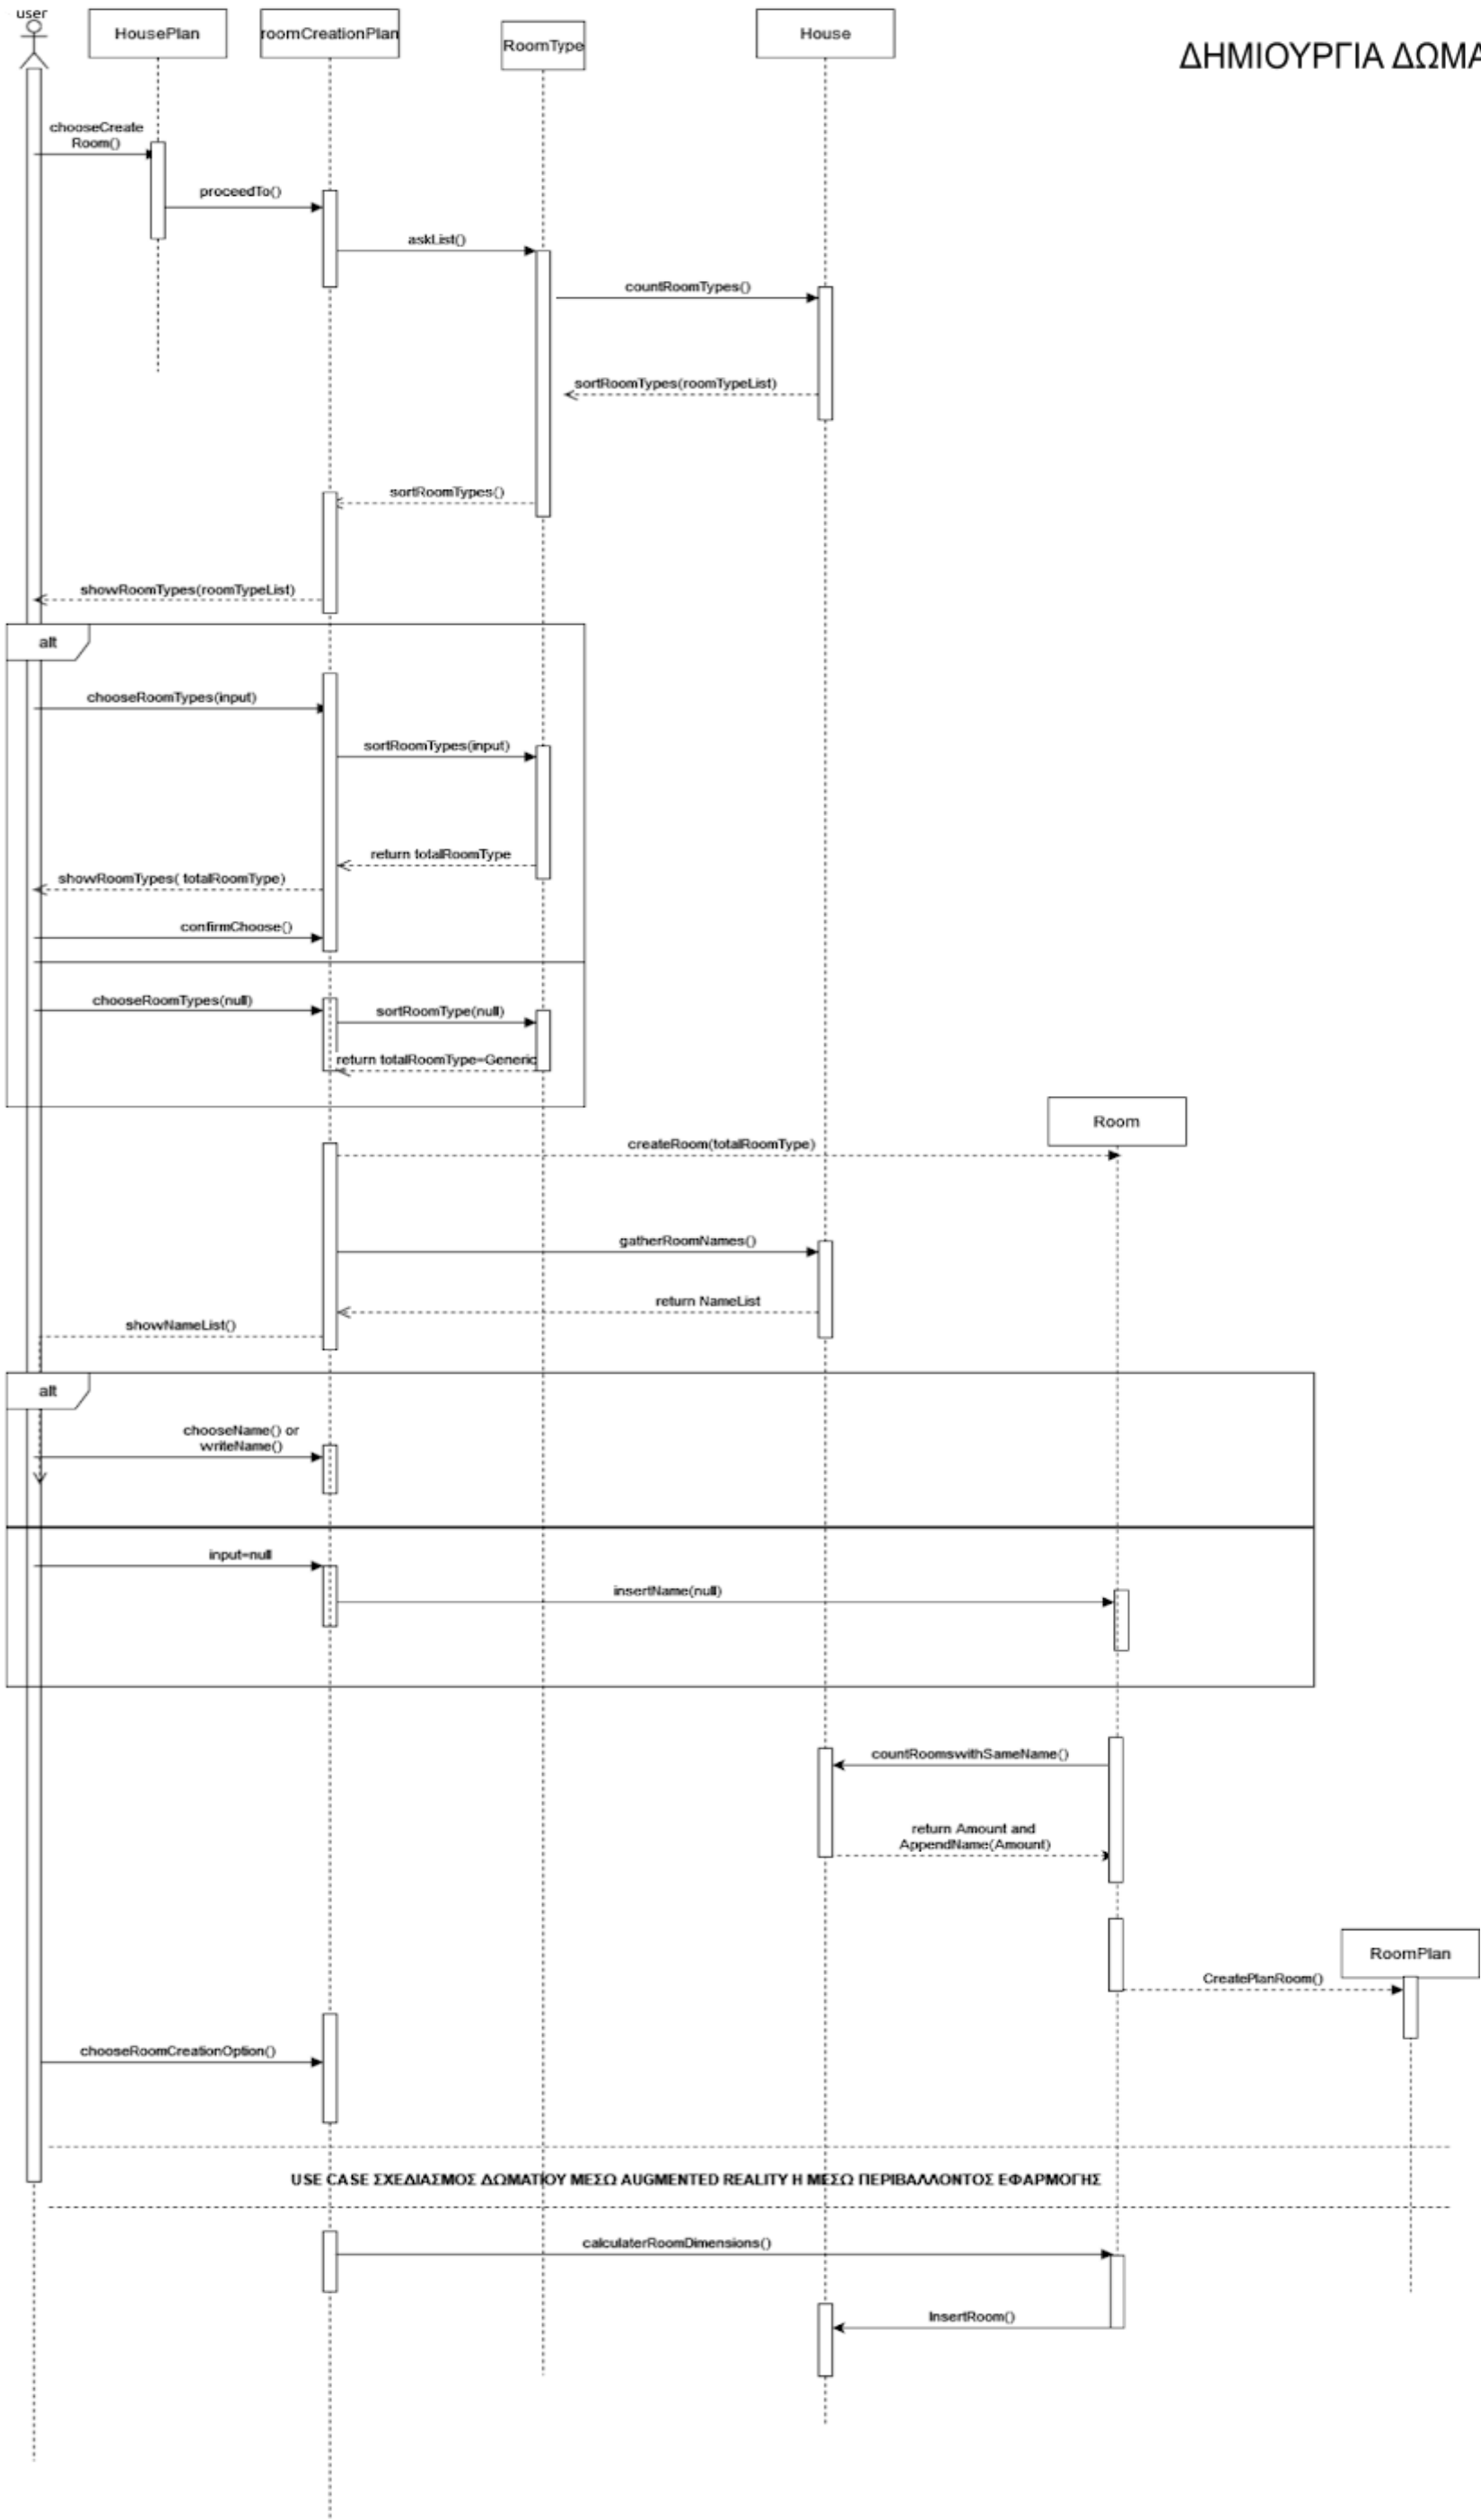 user
HousePlan
roomCreationPlan
RoomType
House
ΔΗΜΙΟΥΡΓΙΑ ΔΩΜΑ
chooseCreate
Room()
proceedTo()
askList()
countRoomTypes()
sortRoomTypes(roomTypeList)
sortRoomTypes()
showRoomTypes(roomTypeList)
alt
chooseRoomTypes(input)
sortRoomTypes(input)
return totalRoomType
showRoomTypes( totalRoomType)
confirmChoose()
chooseRoomTypes(null)
sortRoomType(null)
return totalRoomType=Generic
Room
createRoom(totalRoomType)
gatherRoomNames()
return NameList
showNameList()
alt
chooseName() or
writeName()
input=null
insertName(null)
countRoomswithSameName()
return Amount and
AppendName(Amount)
RoomPlan
CreatePlanRoom()
chooseRoomCreationOption()
USE CASE ΣΧΕΔΙΑΣΜΟΣ ΔΩΜΑΤΙΟΥ ΜΕΣΩ AUGMENTED REALITY Η ΜΕΣΩ ΠΕΡΙΒΑΛΛΟΝΤΟΣ ΕΦΑΡΜΟΓΗΣ
calculaterRoomDimensions()
InsertRoom()